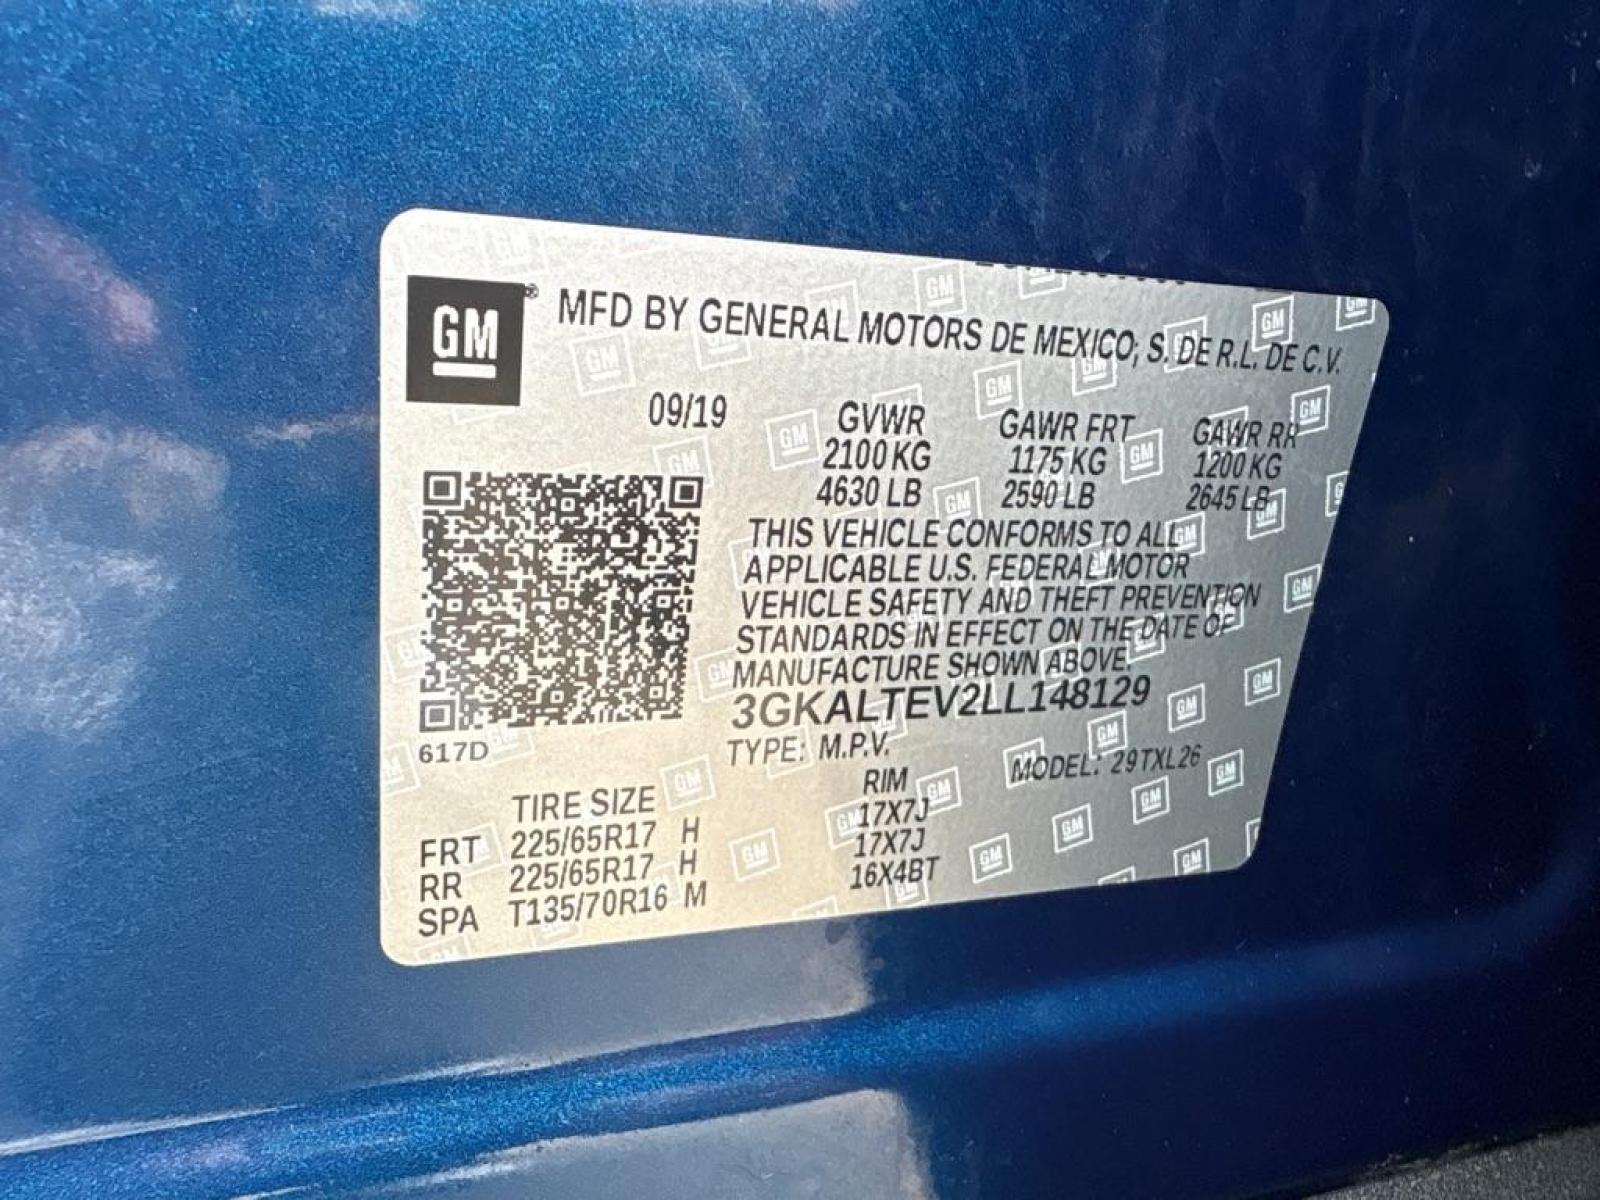 GM
MFD BY GENERAL MOTORS DE MEXICO; S. DE R.L. DE C.V.
09/19 GVWR GAWR FRT GAWR RR
2100 KG 1175 KG 1200 KG
4630 LB 2590 LB 2645 LB
THIS VEHICLE CONFORMS TO ALL
APPLICABLE U.S. FEDERAL MOTOR
VEHICLE SAFETY AND THEFT PREVENTION
STANDARDS IN EFFECT ON THE DATE OF
MANUFACTURE SHOWN ABOVE.
3GKALTEV2LL148129
617D
TYPE: M.P.V. MODEL: 29TXL26
TIRE SIZE RIM
FRT 225/65R17 H 17X7J
RR 225/65R17 H 17X7J
SPA T135/70R16 M 16X4BT